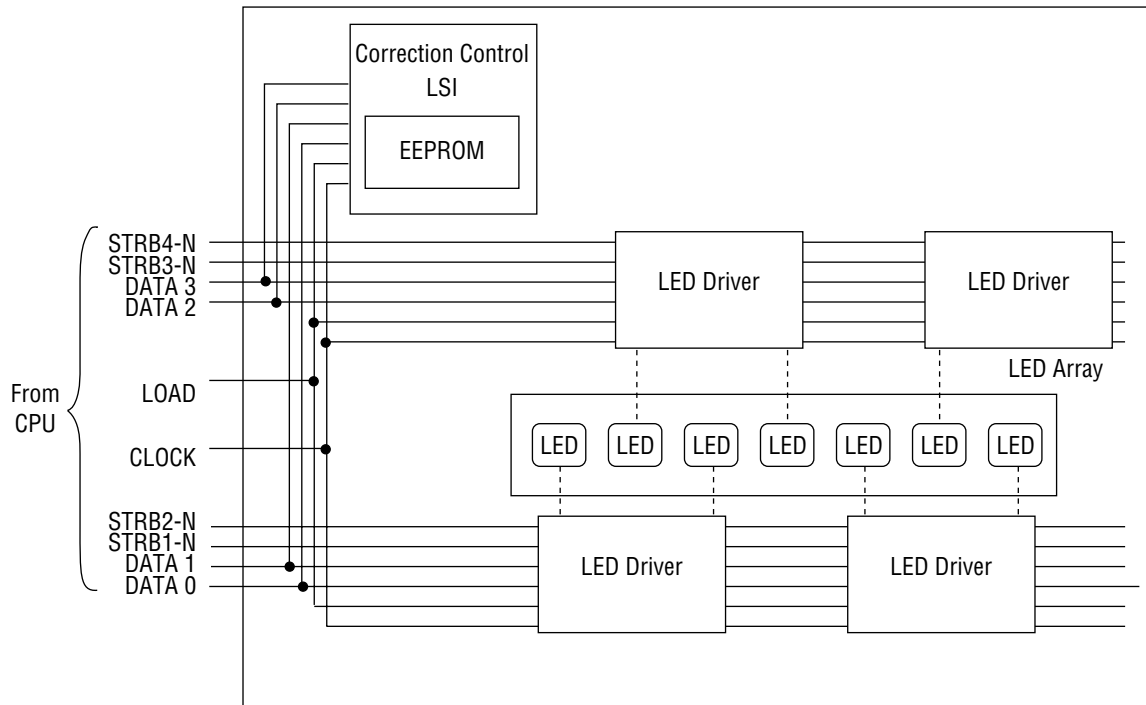 Correction Control
LSI
EEPROM
STRB4-N
STRB3-N
DATA 3
DATA 2
LED Driver
LED Driver
LED Array
From
CPU
LOAD
CLOCK
LED
LED
LED
LED
LED
LED
LED
STRB2-N
STRB1-N
DATA 1
DATA 0
LED Driver
LED Driver